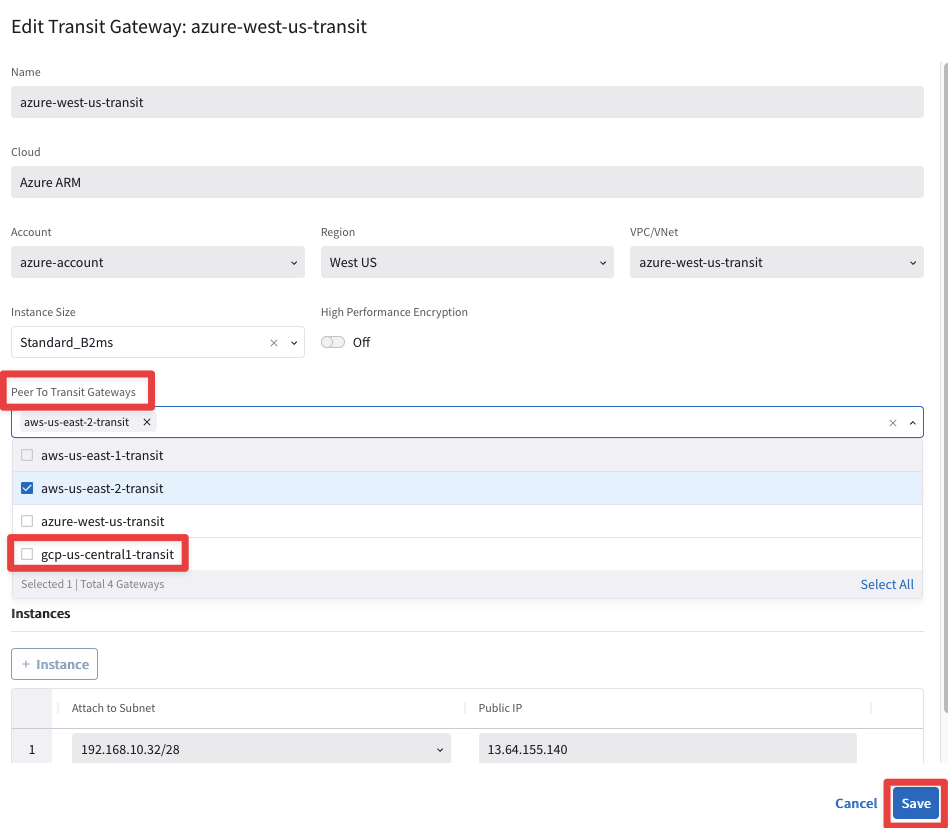 Edit Transit Gateway: azure-west-us-transit
Name
azure-west-us-transit
Cloud
Azure ARM
Account Region VPC/VNet
azure-account West US azure-west-us-transit
Instance Size High Performance Encryption
Standard_B2ms Off
Peer To Transit Gateways
aws-us-east-2-transit
aws-us-east-1-transit
aws-us-east-2-transit
azure-west-us-transit
gcp-us-central1-transit
Selected 1 | Total 4 Gateways Select All
Instances
+ Instance
Attach to Subnet Public IP
1 192.168.10.32/28 13.64.155.140
Cancel Save